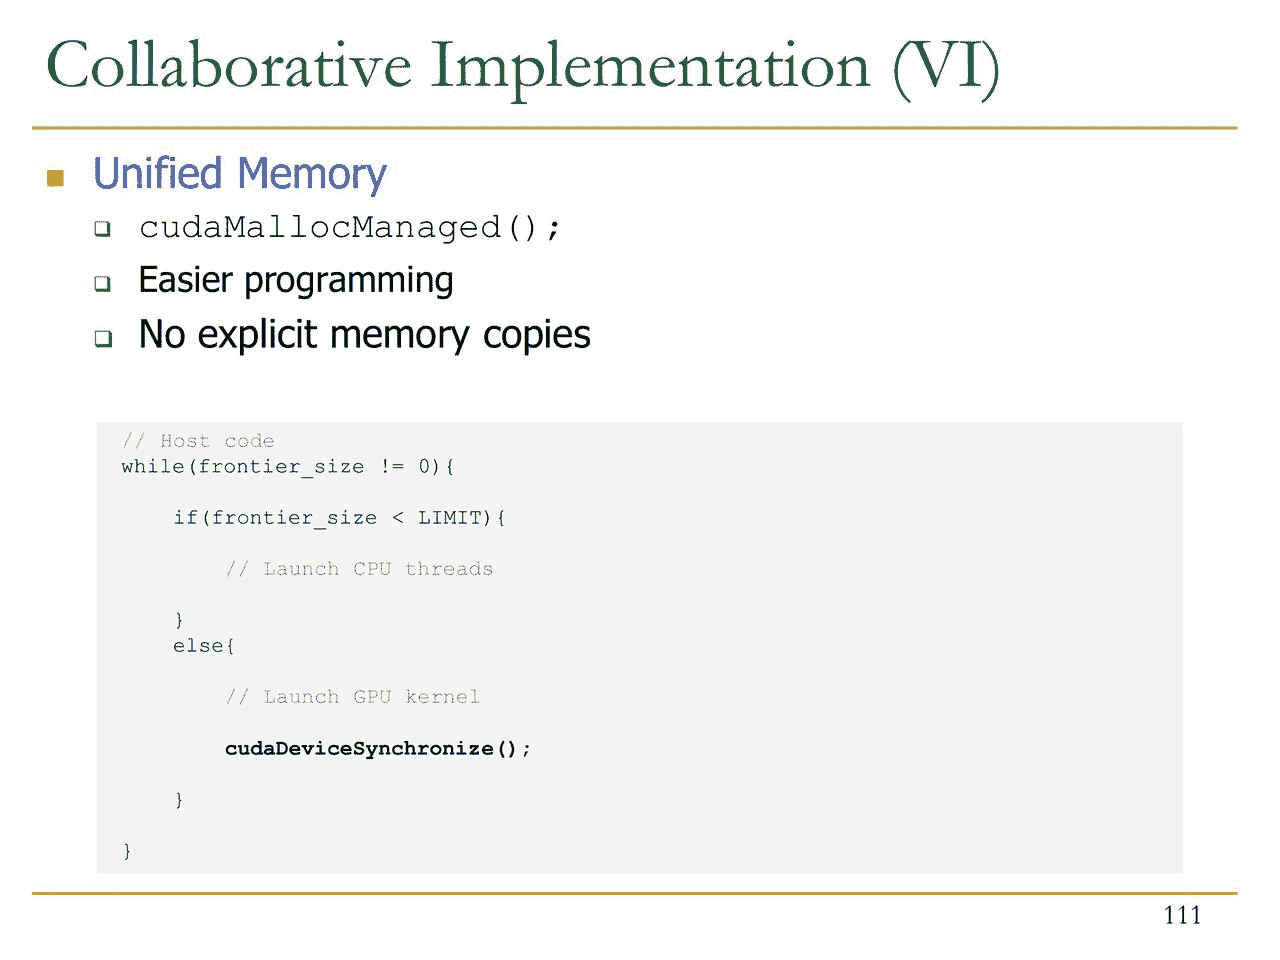 Collaborative Implementation (VI)
Unified Memory
cudaMallocManaged();
Easier programming
No explicit memory copies
// Host code
while(frontier_size != 0){
if(frontier_size < LIMIT){
// Launch CPU threads
}
else{
// Launch GPU kernel
cudaDeviceSynchronize();
}
}
111